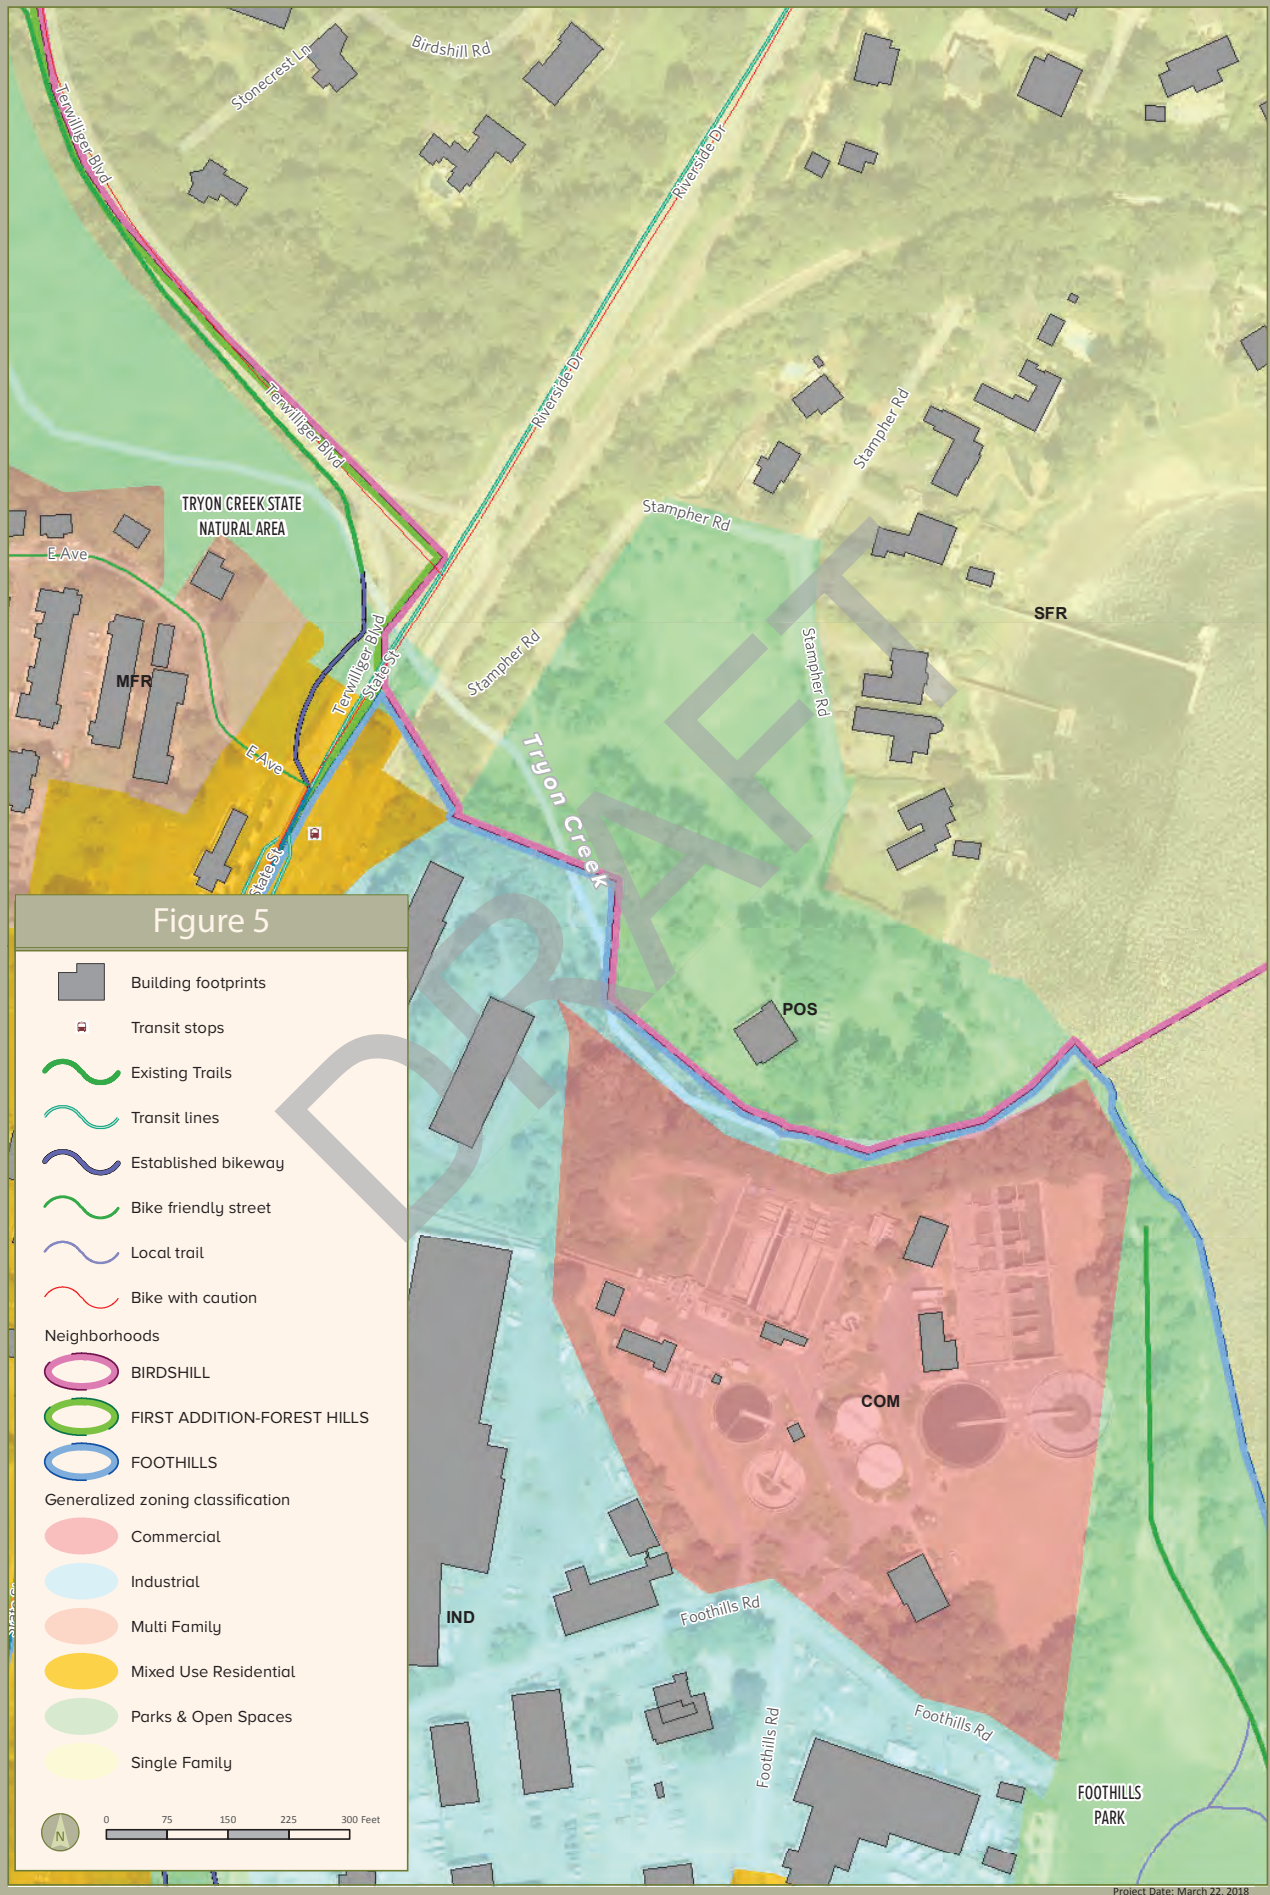 Birdshill Rd
Stonecrest Ln
Terwilliger Blvd
Riverside Dr
Riverside Dr
Terwilliger Blvd
Stampher Rd
TRYON CREEK STATE
NATURAL AREA
Stampher Rd
E Ave
SFR
Terwilliger Blvd
State St
Stampher Rd
Stampher Rd
MFR
E Ave
Tryon Creek
State St
DRAFT
POS
COM
IND
Foothills Rd
Foothills Rd
Foothills Rd
FOOTHILLS
PARK
Figure 5
Building footprints
Transit stops
Existing Trails
Transit lines
Established bikeway
Bike friendly street
Local trail
Bike with caution
Neighborhoods
BIRDSHILL
FIRST ADDITION-FOREST HILLS
FOOTHILLS
Generalized zoning classification
Commercial
Industrial
Multi Family
Mixed Use Residential
Parks & Open Spaces
Single Family
N
0 75 150 225 300 Feet
Project Date: March 22, 2018